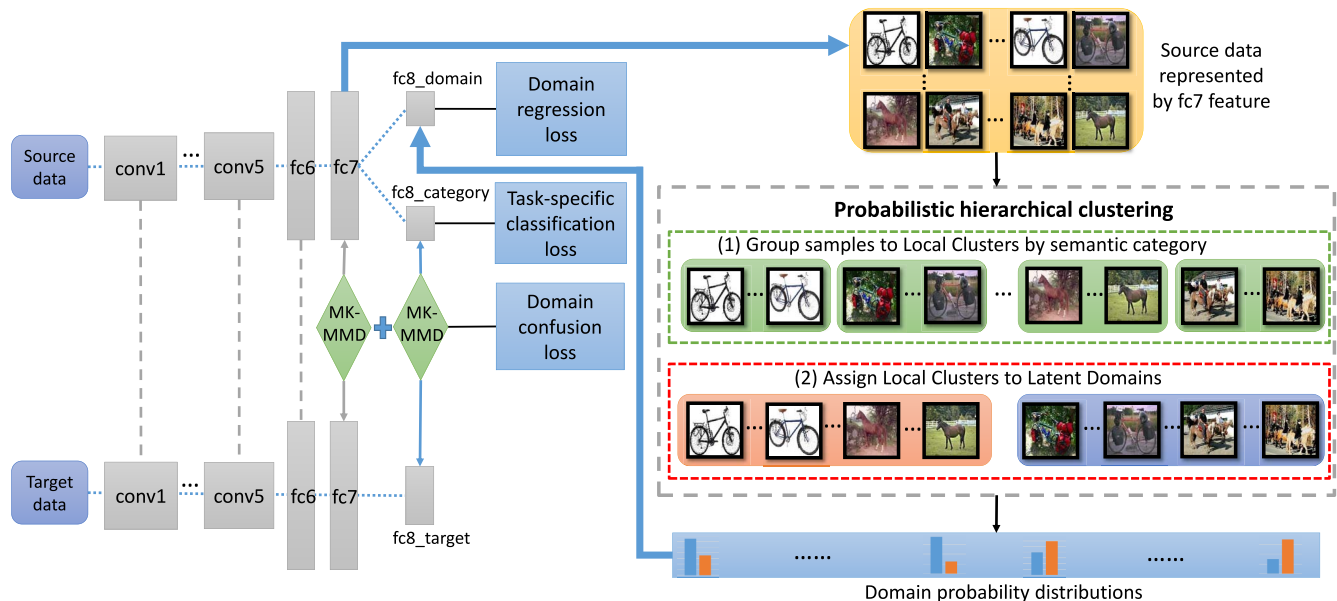 Source
data
conv1
...
conv5
fc6
fc7
fc8_domain
Domain
regression
loss
fc8_category
Task-specific
classification
loss
MK-
MMD
MK-
MMD
Domain
confusion
loss
Target
data
conv1
...
conv5
fc6
fc7
fc8_target
Source data
represented
by fc7 feature
Probabilistic hierarchical clustering
(1) Group samples to Local Clusters by semantic category
(2) Assign Local Clusters to Latent Domains
Domain probability distributions